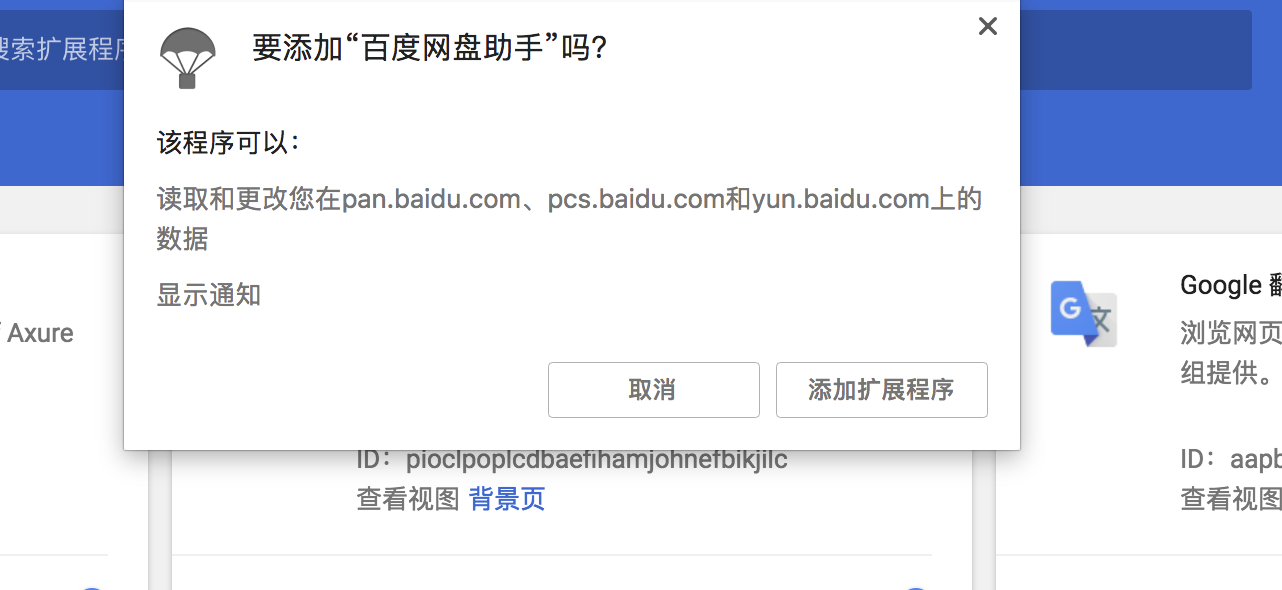 搜索扩展程序
要添加“百度网盘助手”吗?
该程序可以：
读取和更改您在pan.baidu.com、pcs.baidu.com和yun.baidu.com上的
数据
显示通知
取消
添加扩展程序
Axure
ID：pioclpoplcdbaefihamjohnefbikjilc
查看视图 背景页
Google 翻
浏览网页
组提供。
ID：aapb
查看视图